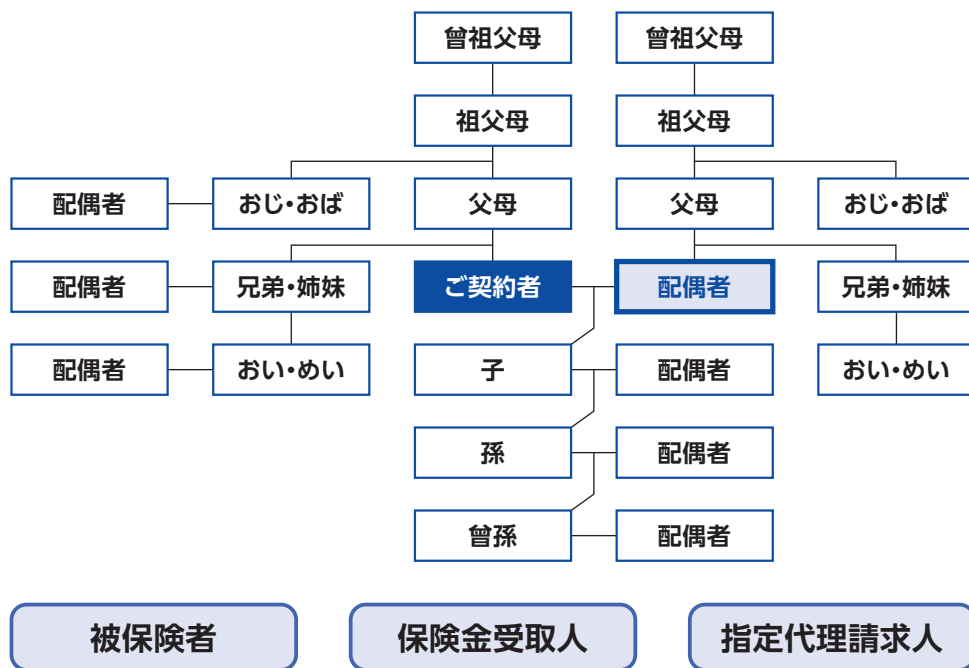 曾祖父母
曾祖父母
祖父母
祖父母
配偶者
おじ・おば
父母
父母
おじ・おば
配偶者
兄弟・姉妹
ご契約者
配偶者
兄弟・姉妹
配偶者
おい・めい
子
配偶者
おい・めい
孫
配偶者
曾孫
配偶者
被保険者
保険金受取人
指定代理請求人